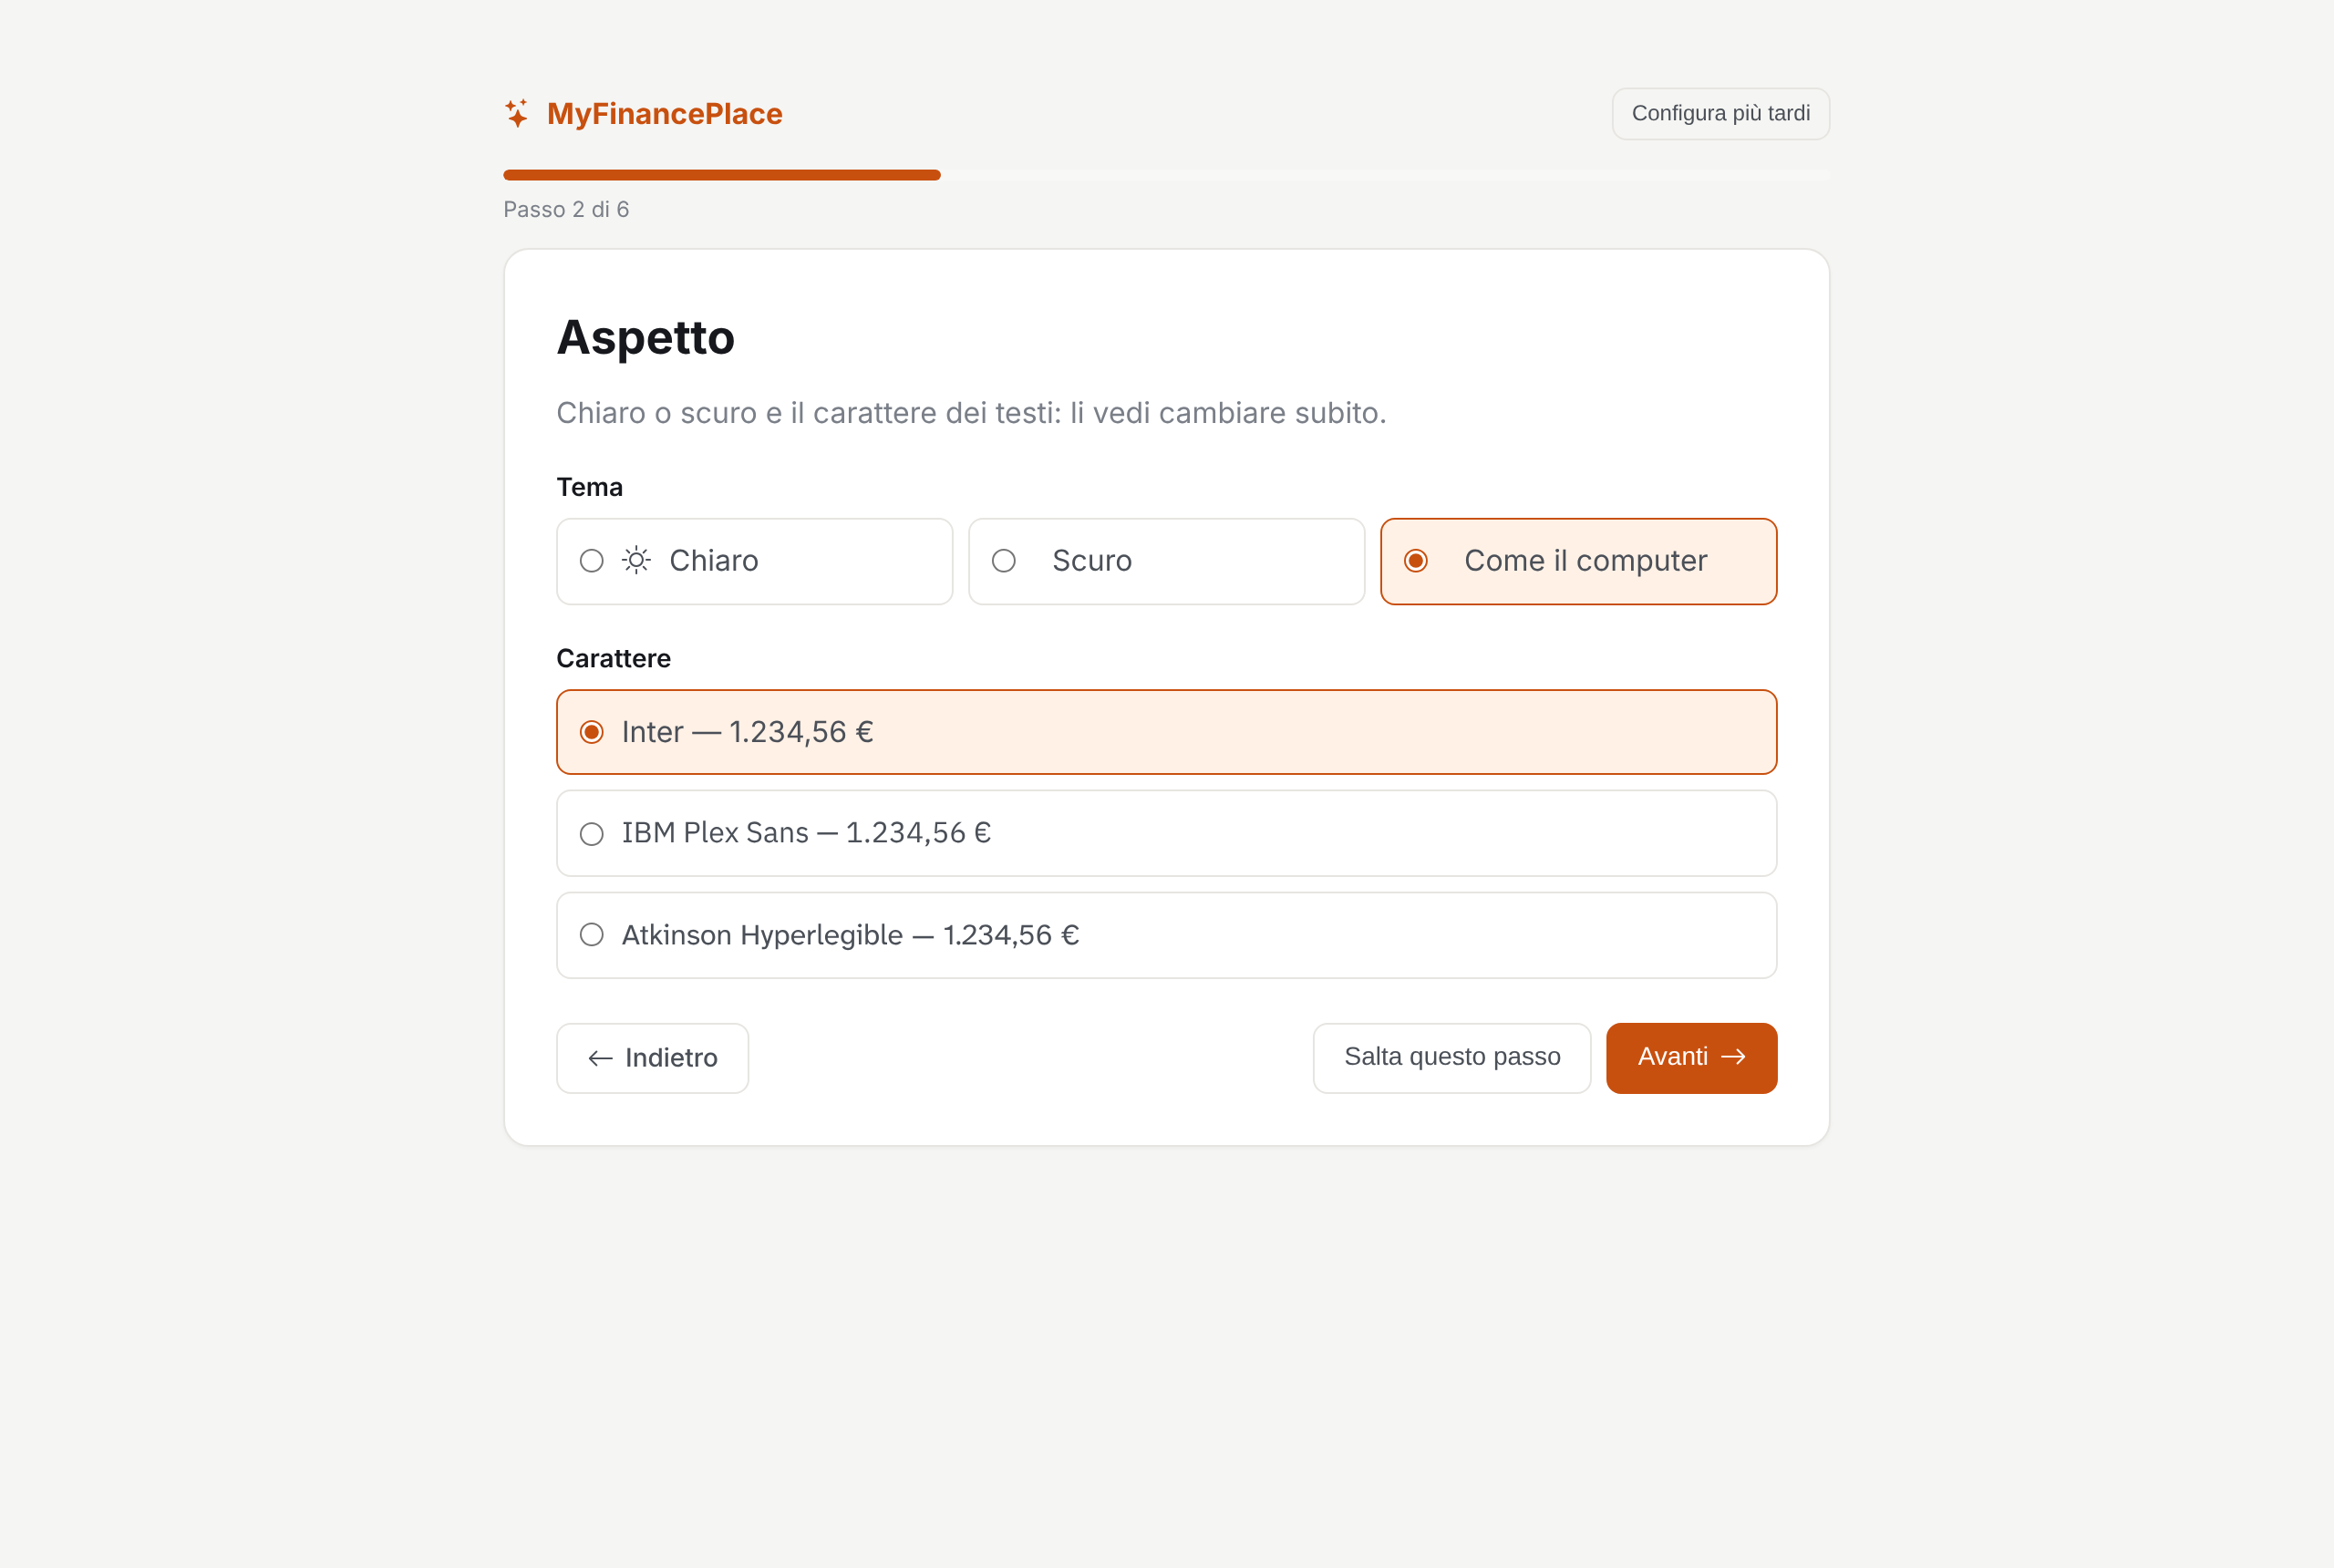 MyFinancePlace
Configura più tardi
Passo 2 di 6
Aspetto
Chiaro o scuro e il carattere dei testi: li vedi cambiare subito.
Tema
Chiaro
Scuro
Come il computer
Carattere
Inter — 1.234,56 €
IBM Plex Sans — 1.234,56 €
Atkinson Hyperlegible — 1.234,56 €
← Indietro
Salta questo passo
Avanti →